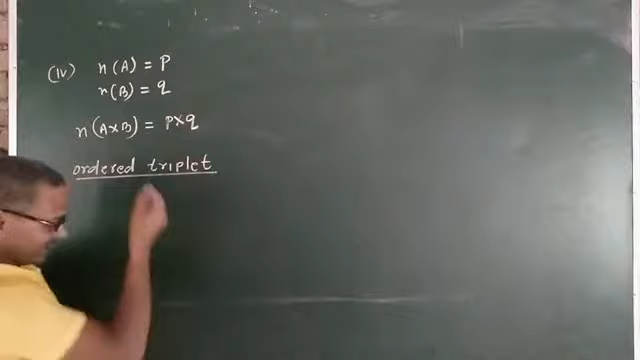 (iv) n(A) = P
n(B) = q
n(A×B) = P×q
ordered triplet